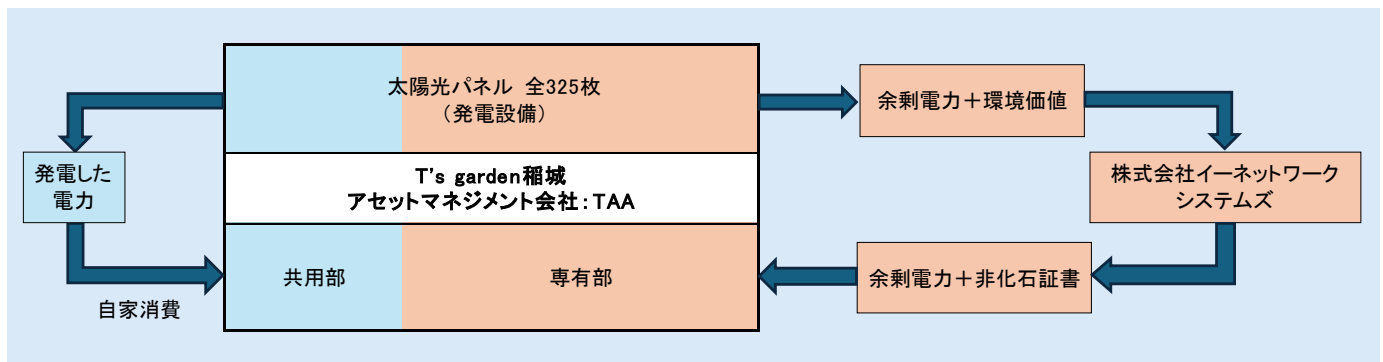 太陽光パネル 全325枚
（発電設備）
余剰電力＋環境価値
発電した
電力
T's garden稲城
アセットマネジメント会社：TAA
株式会社イーネットワーク
システムズ
共用部
専有部
余剰電力＋非化石証書
自家消費